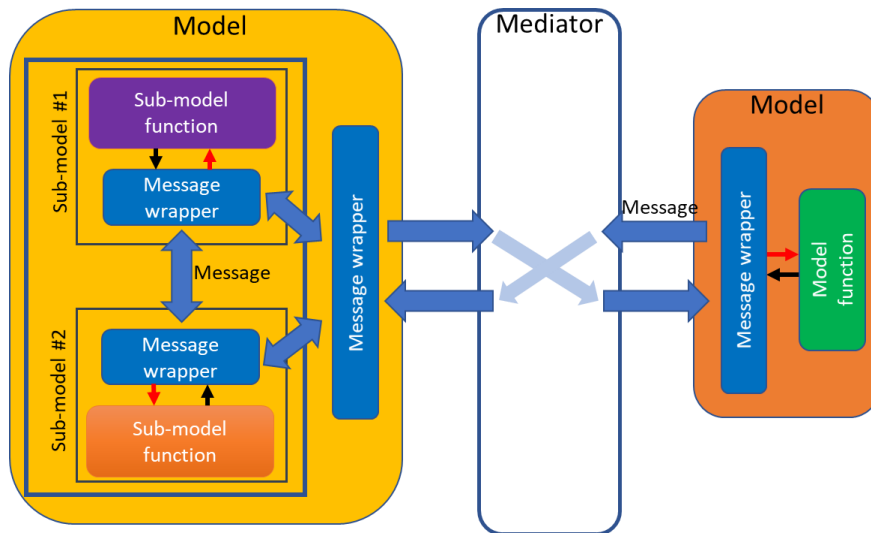 Model
Sub-model #1
Sub-model
function
Message
wrapper
Message
Sub-model #2
Message
wrapper
Sub-model
function
Message wrapper
Mediator
Model
Message
Message wrapper
Model
function